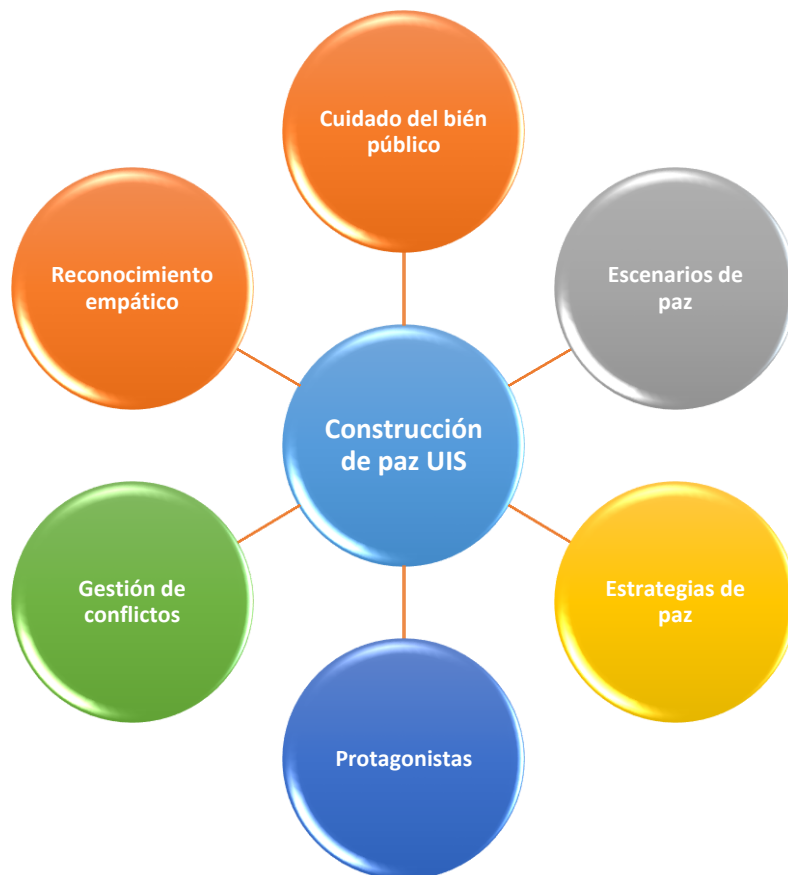 Cuidado del bién
público
Reconocimiento
empático
Escenarios de
paz
Construcción
de paz UIS
Gestión de
conflictos
Estrategias de
paz
Protagonistas